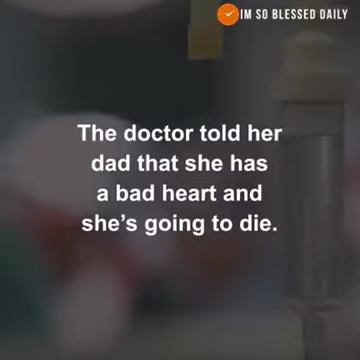 IM SO BLESSED DAILY
The doctor told her
dad that she has
a bad heart and
she's going to die.